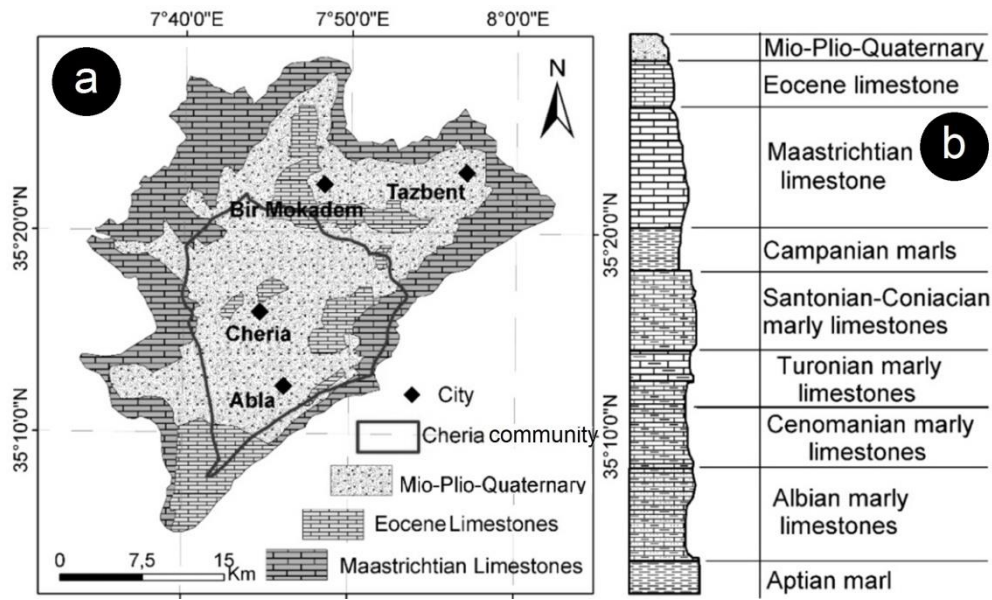 7°40'0"E 7°50'0"E 8°0'0"E
a
N
Tazbent
Bir Mokadem
35°20'0"N
35°20'0"N
Cheria
Abla
City
35°10'0"N
35°10'0"N
Cheria community
Mio-Plio-Quaternary
Eocene Limestones
Maastrichtian Limestones
0 7,5 15
Km
b
Mio-Plio-Quaternary
Eocene limestone
Maastrichtian
limestone
Campanian marls
Santonian-Coniacian
marly limestones
Turonian marly
limestones
Cenomanian marly
limestones
Albian marly
limestones
Aptian marl